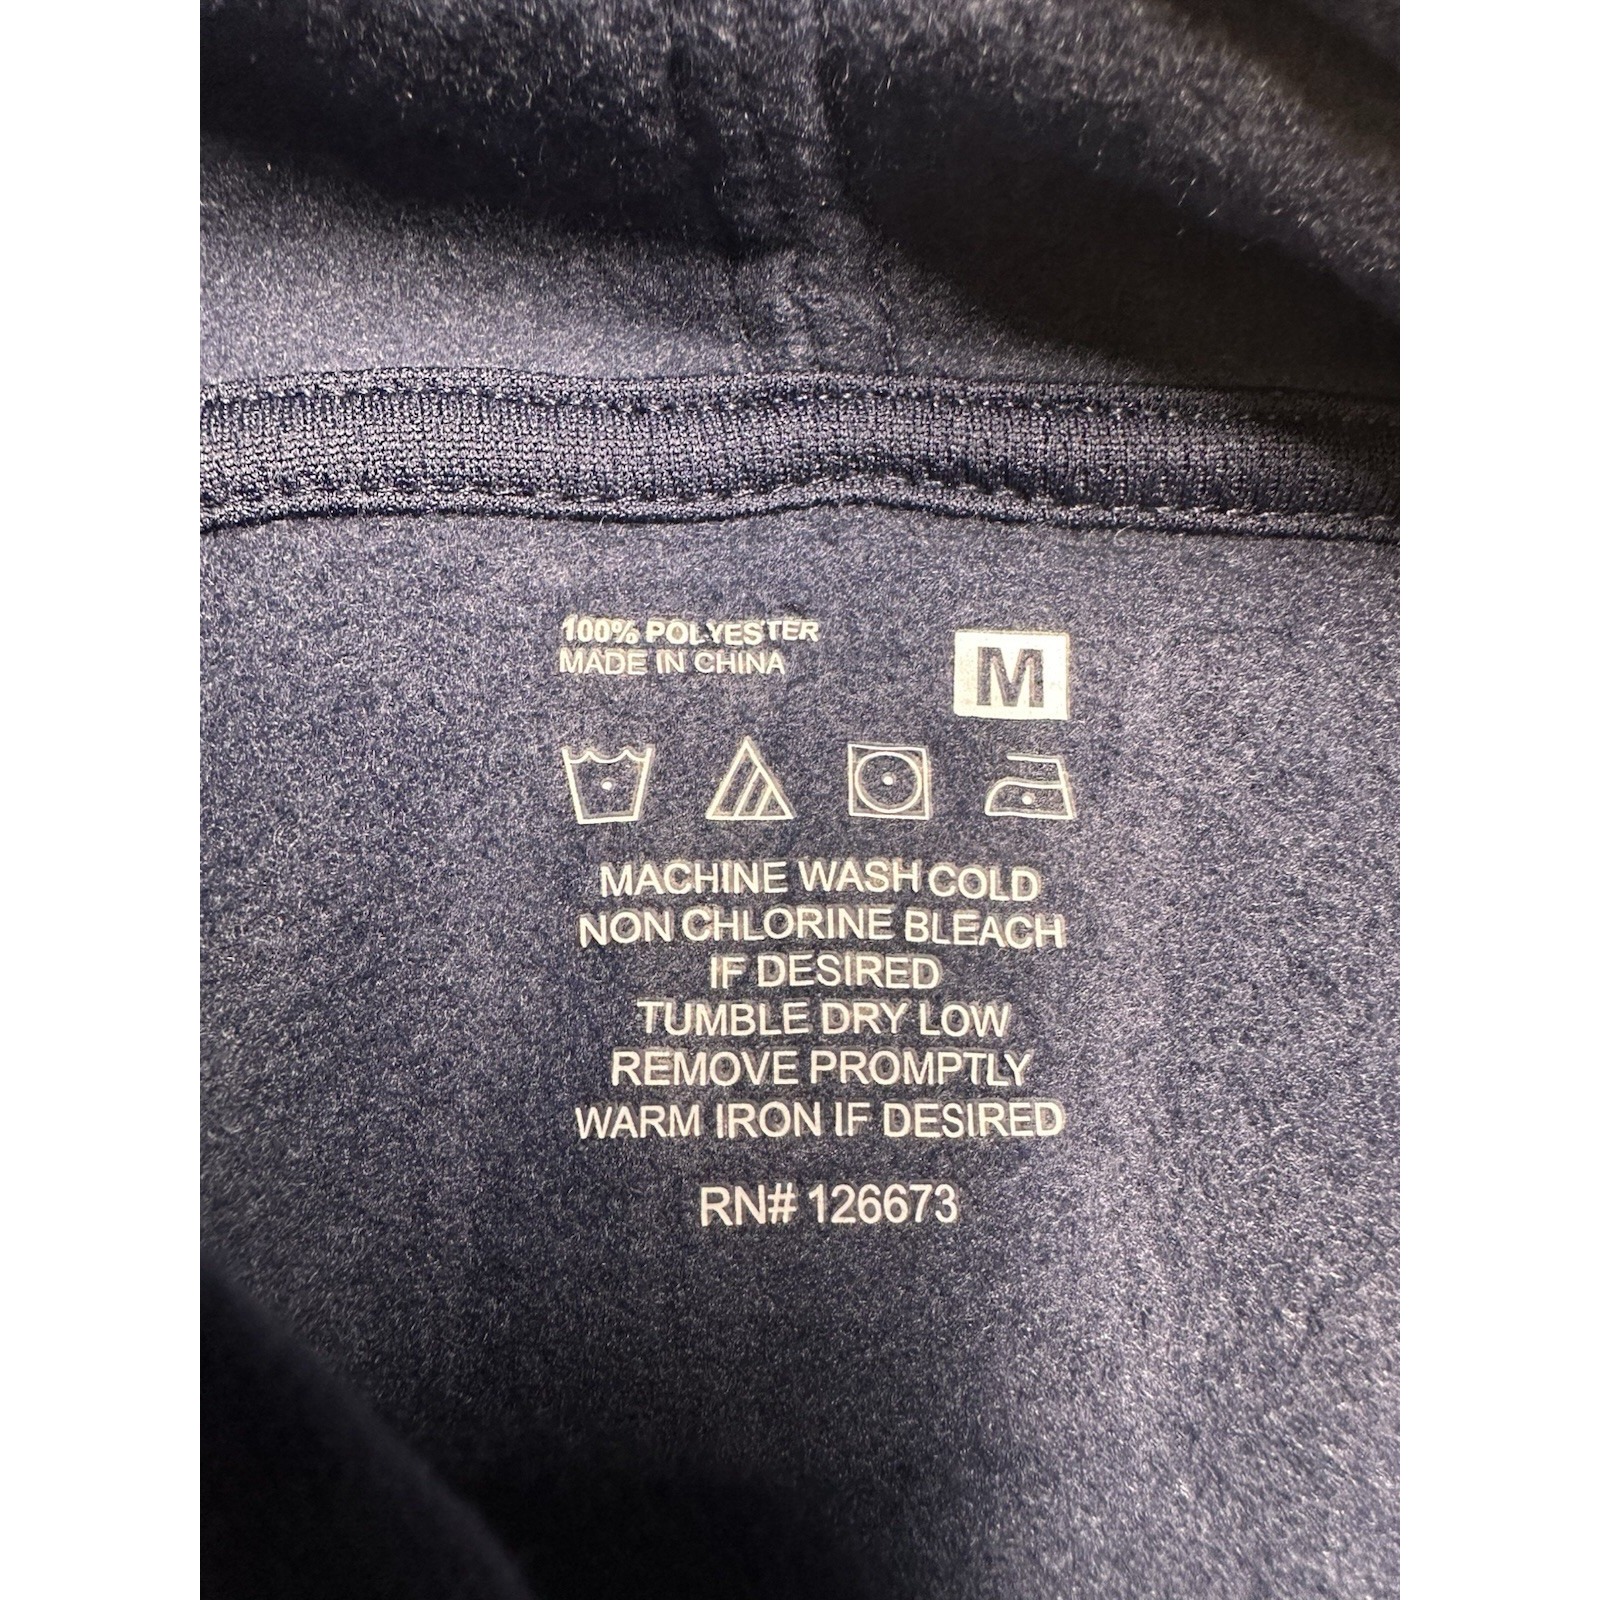 100% POLYESTER
MADE IN CHINA
M
MACHINE WASH COLD
NON CHLORINE BLEACH
IF DESIRED
TUMBLE DRY LOW
REMOVE PROMPTLY
WARM IRON IF DESIRED
RN# 126673